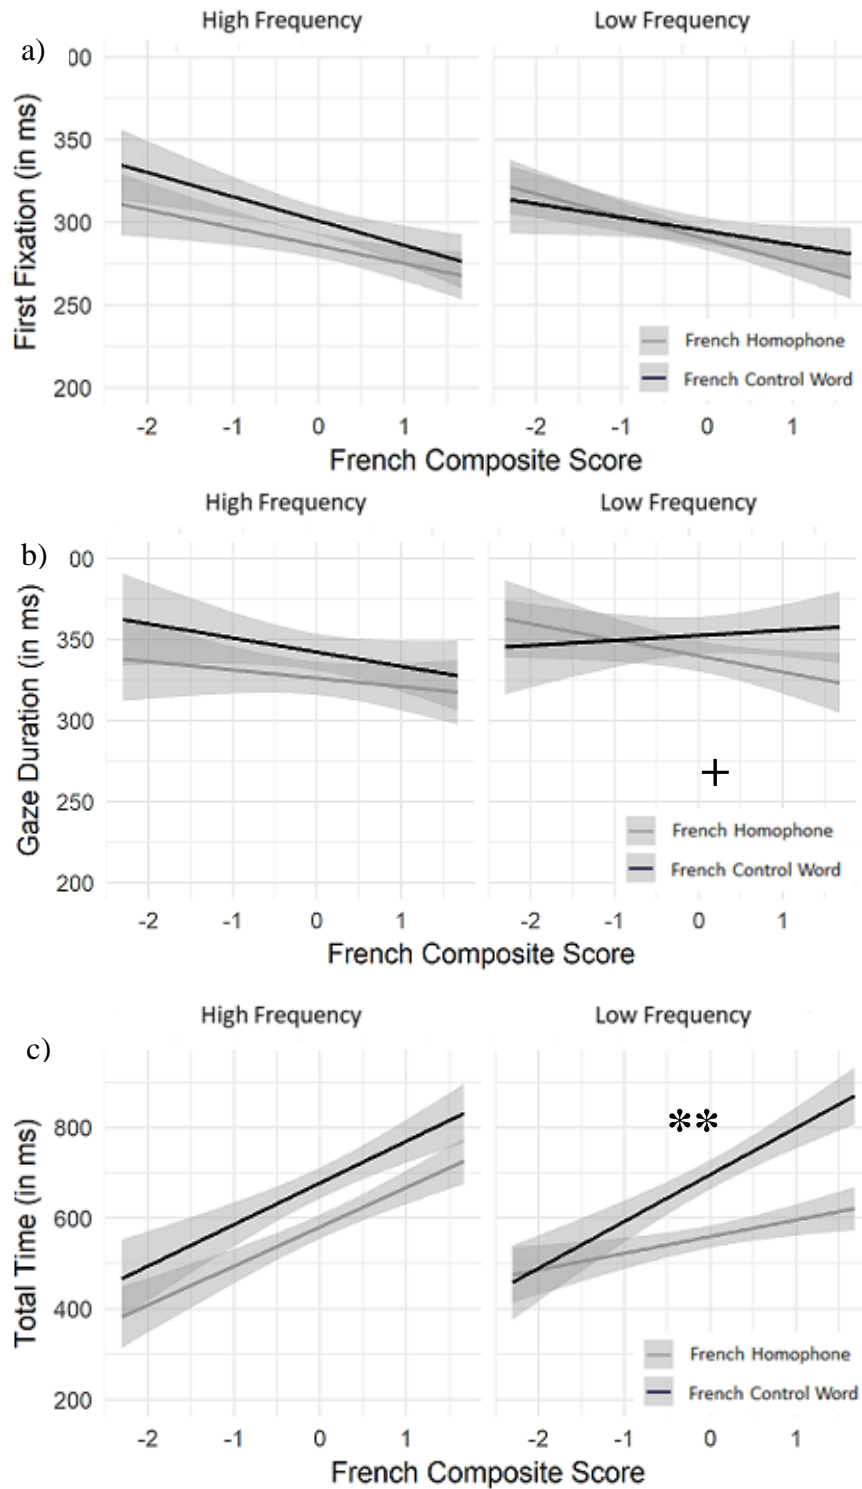 High Frequency Low Frequency
a) 00
350
300
250
200
First Fixation (in ms)
French Homophone
French Control Word
-2 -1 0 1 -2 -1 0 1
French Composite Score
High Frequency Low Frequency
b) 00
350
300
250
200
Gaze Duration (in ms)
+
French Homophone
French Control Word
-2 -1 0 1 -2 -1 0 1
French Composite Score
High Frequency Low Frequency
c)
800
600
400
200
Total Time (in ms)
**
French Homophone
French Control Word
-2 -1 0 1 -2 -1 0 1
French Composite Score